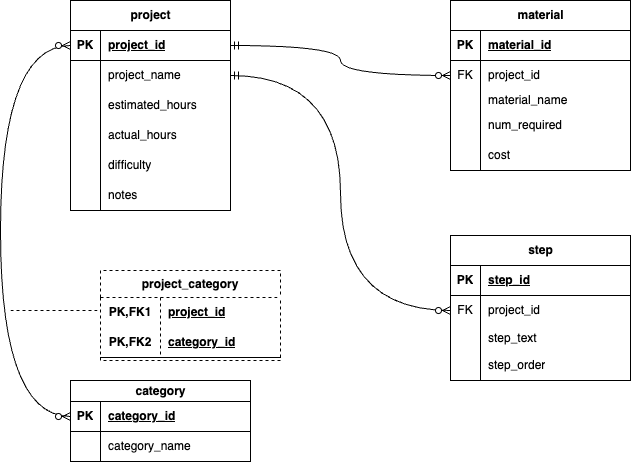 project
PK project_id
project_name
estimated_hours
actual_hours
difficulty
notes
material
PK material_id
FK project_id
material_name
num_required
cost
step
PK step_id
FK project_id
step_text
step_order
project_category
PK,FK1 project_id
PK,FK2 category_id
category
PK category_id
category_name